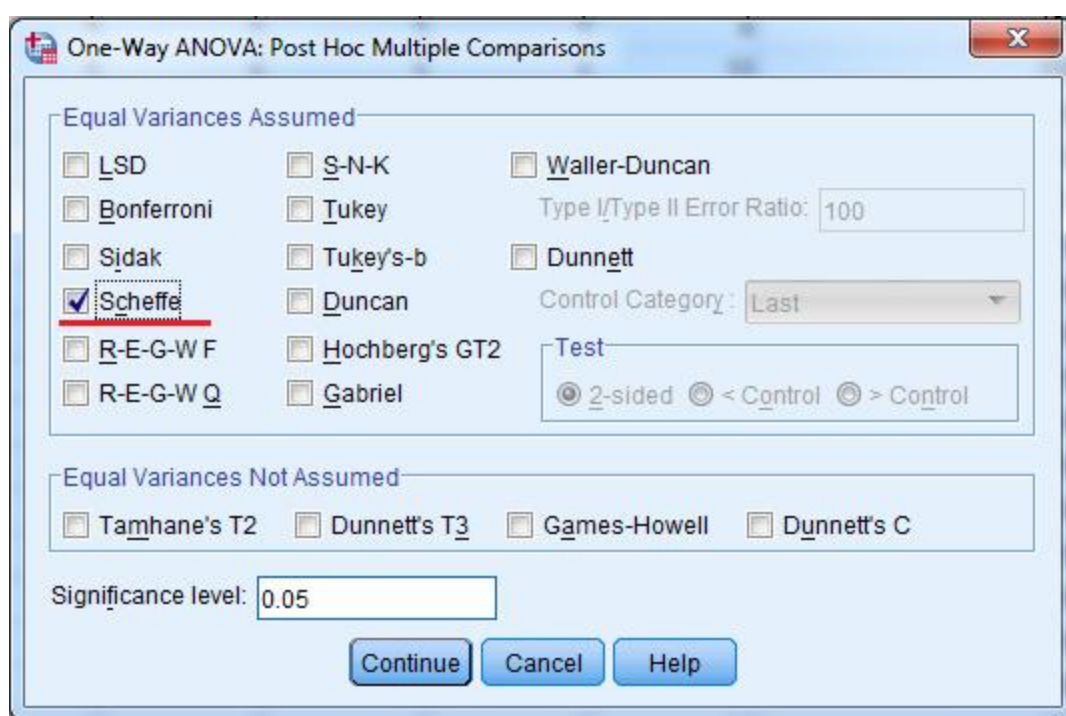 One-Way ANOVA: Post Hoc Multiple Comparisons
Equal Variances Assumed
LSD S-N-K Waller-Duncan
Bonferroni Tukey Type I/Type II Error Ratio: 100
Sidak Tukey's-b Dunnett
Scheffe Duncan Control Category : Last
R-E-G-W F Hochberg's GT2 Test
R-E-G-W Q Gabriel 2-sided < Control > Control
Equal Variances Not Assumed
Tamhane's T2 Dunnett's T3 Games-Howell Dunnett's C
Significance level: 0.05
Continue Cancel Help